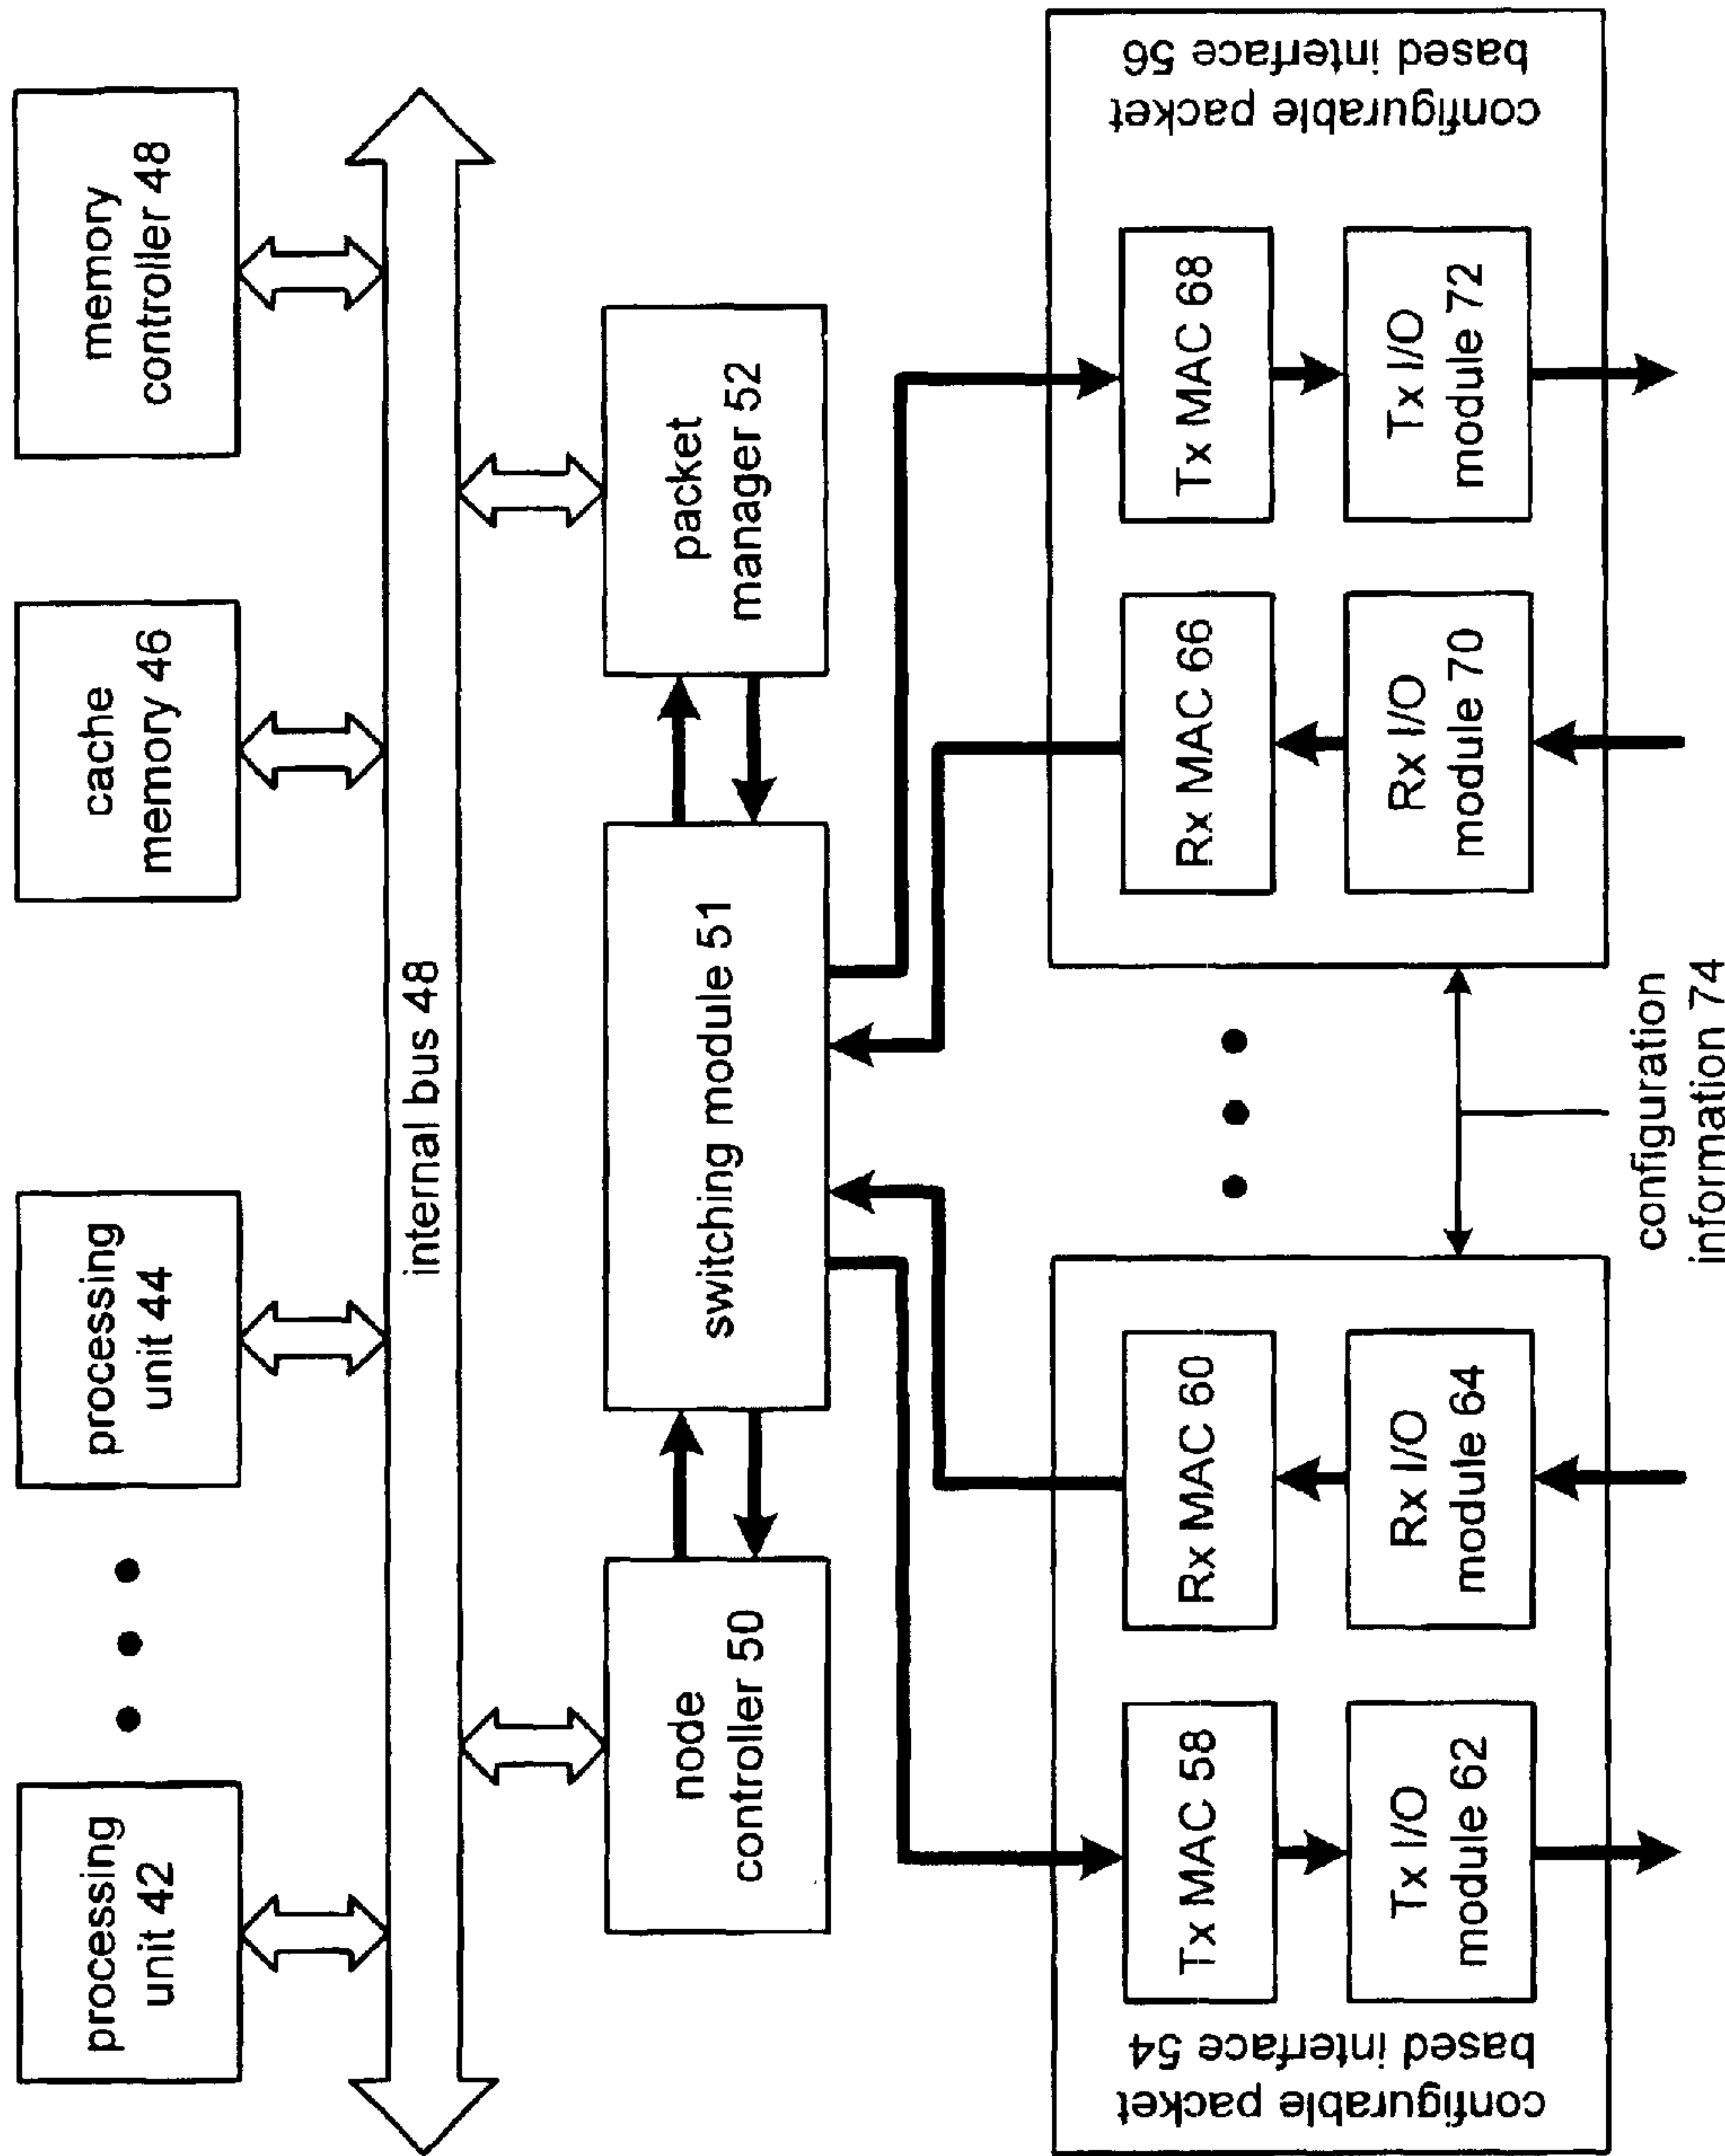 processing
unit 42
processing
unit 44
cache
memory 46
memory
controller 48
internal bus 48
node
controller 50
switching module 51
packet
manager 52
configurable packet
based interface 54
Tx MAC 58
Rx MAC 60
Tx I/O
module 62
Rx I/O
module 64
configurable packet
based interface 56
Rx MAC 66
Tx MAC 68
Rx I/O
module 70
Tx I/O
module 72
configuration
information 74